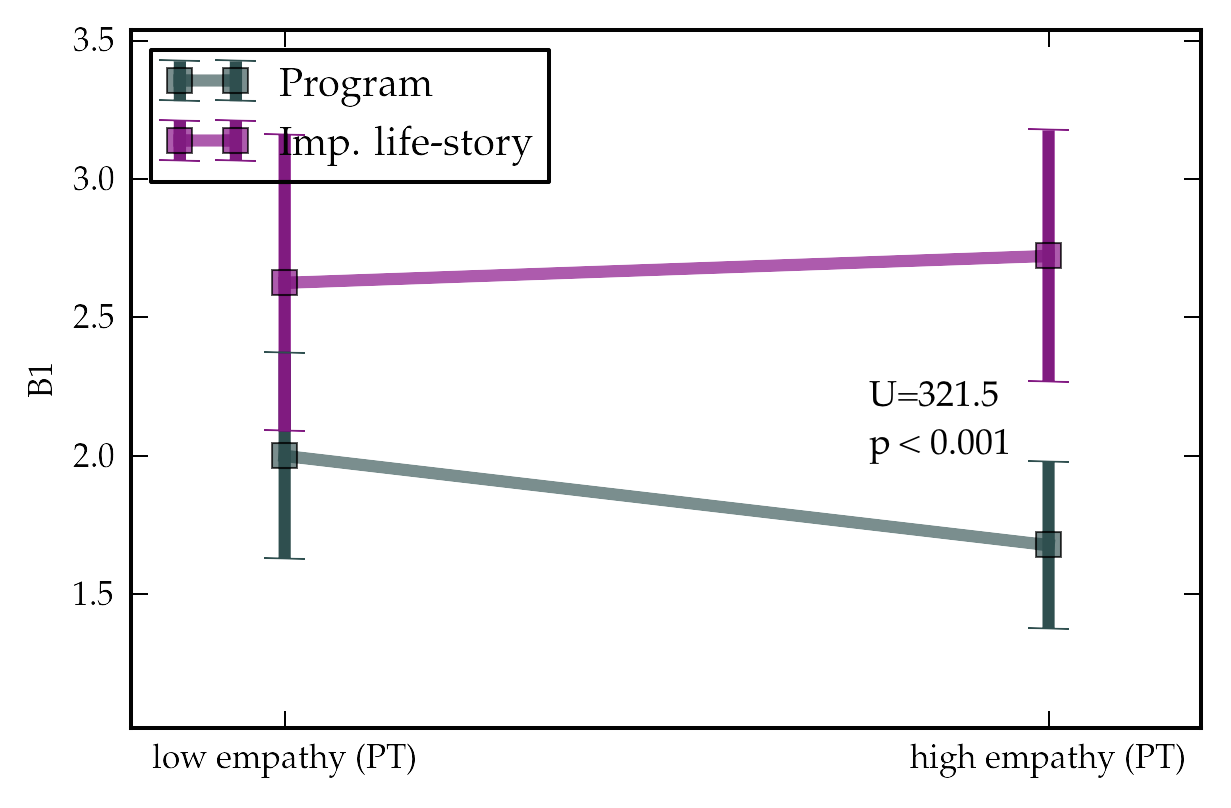 3.5
Program
Imp. life-story
3.0
2.5
B1
U=321.5
p < 0.001
2.0
1.5
low empathy (PT)
high empathy (PT)